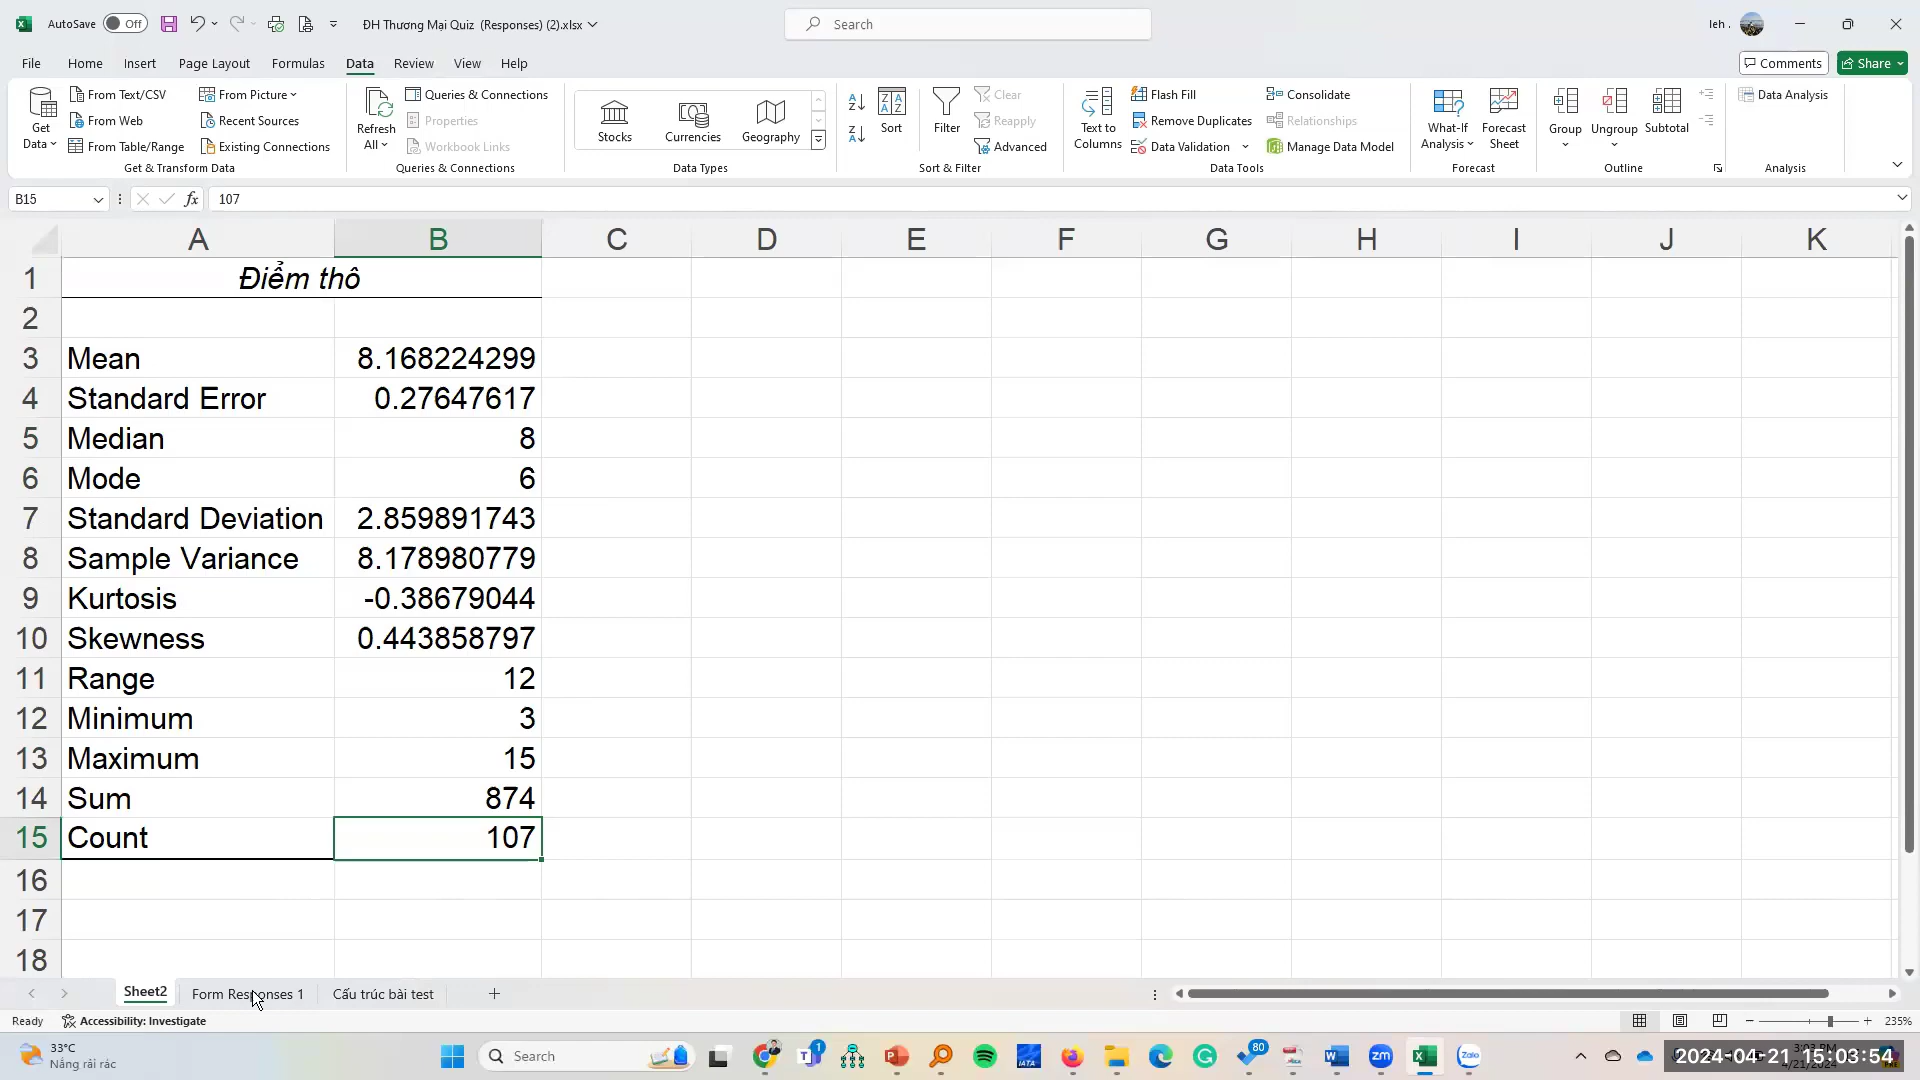 AutoSave Off ĐH Thương Mại Quiz (Responses) (2).xlsx Search leh .
File Home Insert Page Layout Formulas Data Review View Help Comments Share
Get Data From Text/CSV From Web From Table/Range From Picture Recent Sources Existing Connections
Get & Transform Data
Refresh All Queries & Connections Properties Workbook Links
Queries & Connections
Stocks Currencies Geography
Data Types
Sort Filter Clear Reapply Advanced
Sort & Filter
Text to Columns Flash Fill Remove Duplicates Data Validation Consolidate Relationships Manage Data Model
Data Tools
What-If Analysis Forecast Sheet
Forecast
Group Ungroup Subtotal
Outline
Data Analysis
Analysis
B15 fx 107
A B C D E F G H I J K
1 Điểm thô
2
3 Mean 8.168224299
4 Standard Error 0.27647617
5 Median 8
6 Mode 6
7 Standard Deviation 2.859891743
8 Sample Variance 8.178980779
9 Kurtosis -0.38679044
10 Skewness 0.443858797
11 Range 12
12 Minimum 3
13 Maximum 15
14 Sum 874
15 Count 107
16
17
18
Sheet2 Form Responses 1 Cấu trúc bài test
Ready Accessibility: Investigate 235%
33°C
Nắng rải rác
Search
1
80
zm
Zalo
2024-04-21 15:03:54